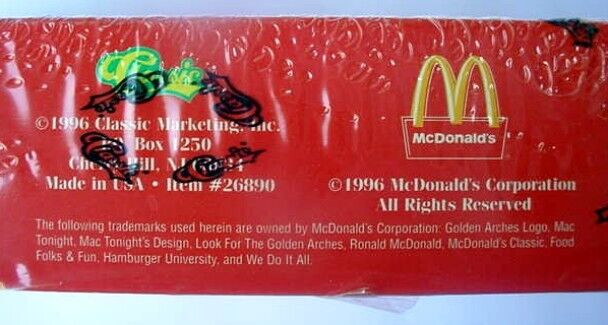 Classic
©1996 Classic Marketing, Inc.
Box 1250
Hill,
Made in USA • Item #26890
McDonald's
©1996 McDonald's Corporation
All Rights Reserved
The following trademarks used herein are owned by McDonald's Corporation: Golden Arches Logo, Mac
Tonight, Mac Tonight's Design, Look For The Golden Arches, Ronald McDonald, McDonald's Classic, Food
Folks & Fun, Hamburger University, and We Do It All.